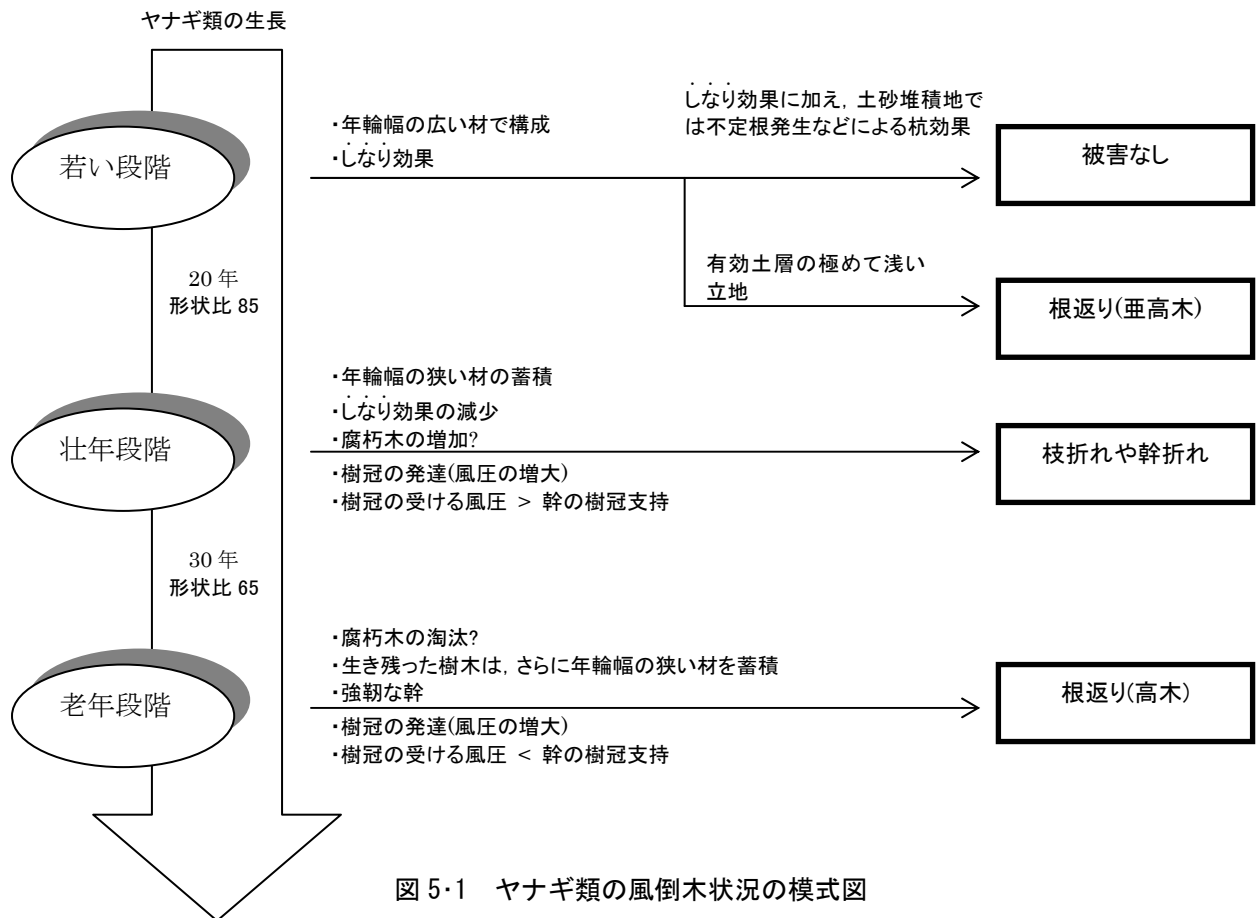 ヤナギ類の生長
若い段階
・年輪幅の広い材で構成
・しなり効果
しなり効果に加え，土砂堆積地で
は不定根発生などによる杭効果
被害なし
有効土層の極めて浅い
立地
根返り(亜高木)
20 年
形状比 85
壮年段階
・年輪幅の狭い材の蓄積
・しなり効果の減少
・腐朽木の増加?
・樹冠の発達(風圧の増大)
・樹冠の受ける風圧 ＞ 幹の樹冠支持
枝折れや幹折れ
30 年
形状比 65
老年段階
・腐朽木の淘汰?
・生き残った樹木は，さらに年輪幅の狭い材を蓄積
・強靭な幹
・樹冠の発達(風圧の増大)
・樹冠の受ける風圧 ＜ 幹の樹冠支持
根返り(高木)
図 5・1　ヤナギ類の風倒木状況の模式図